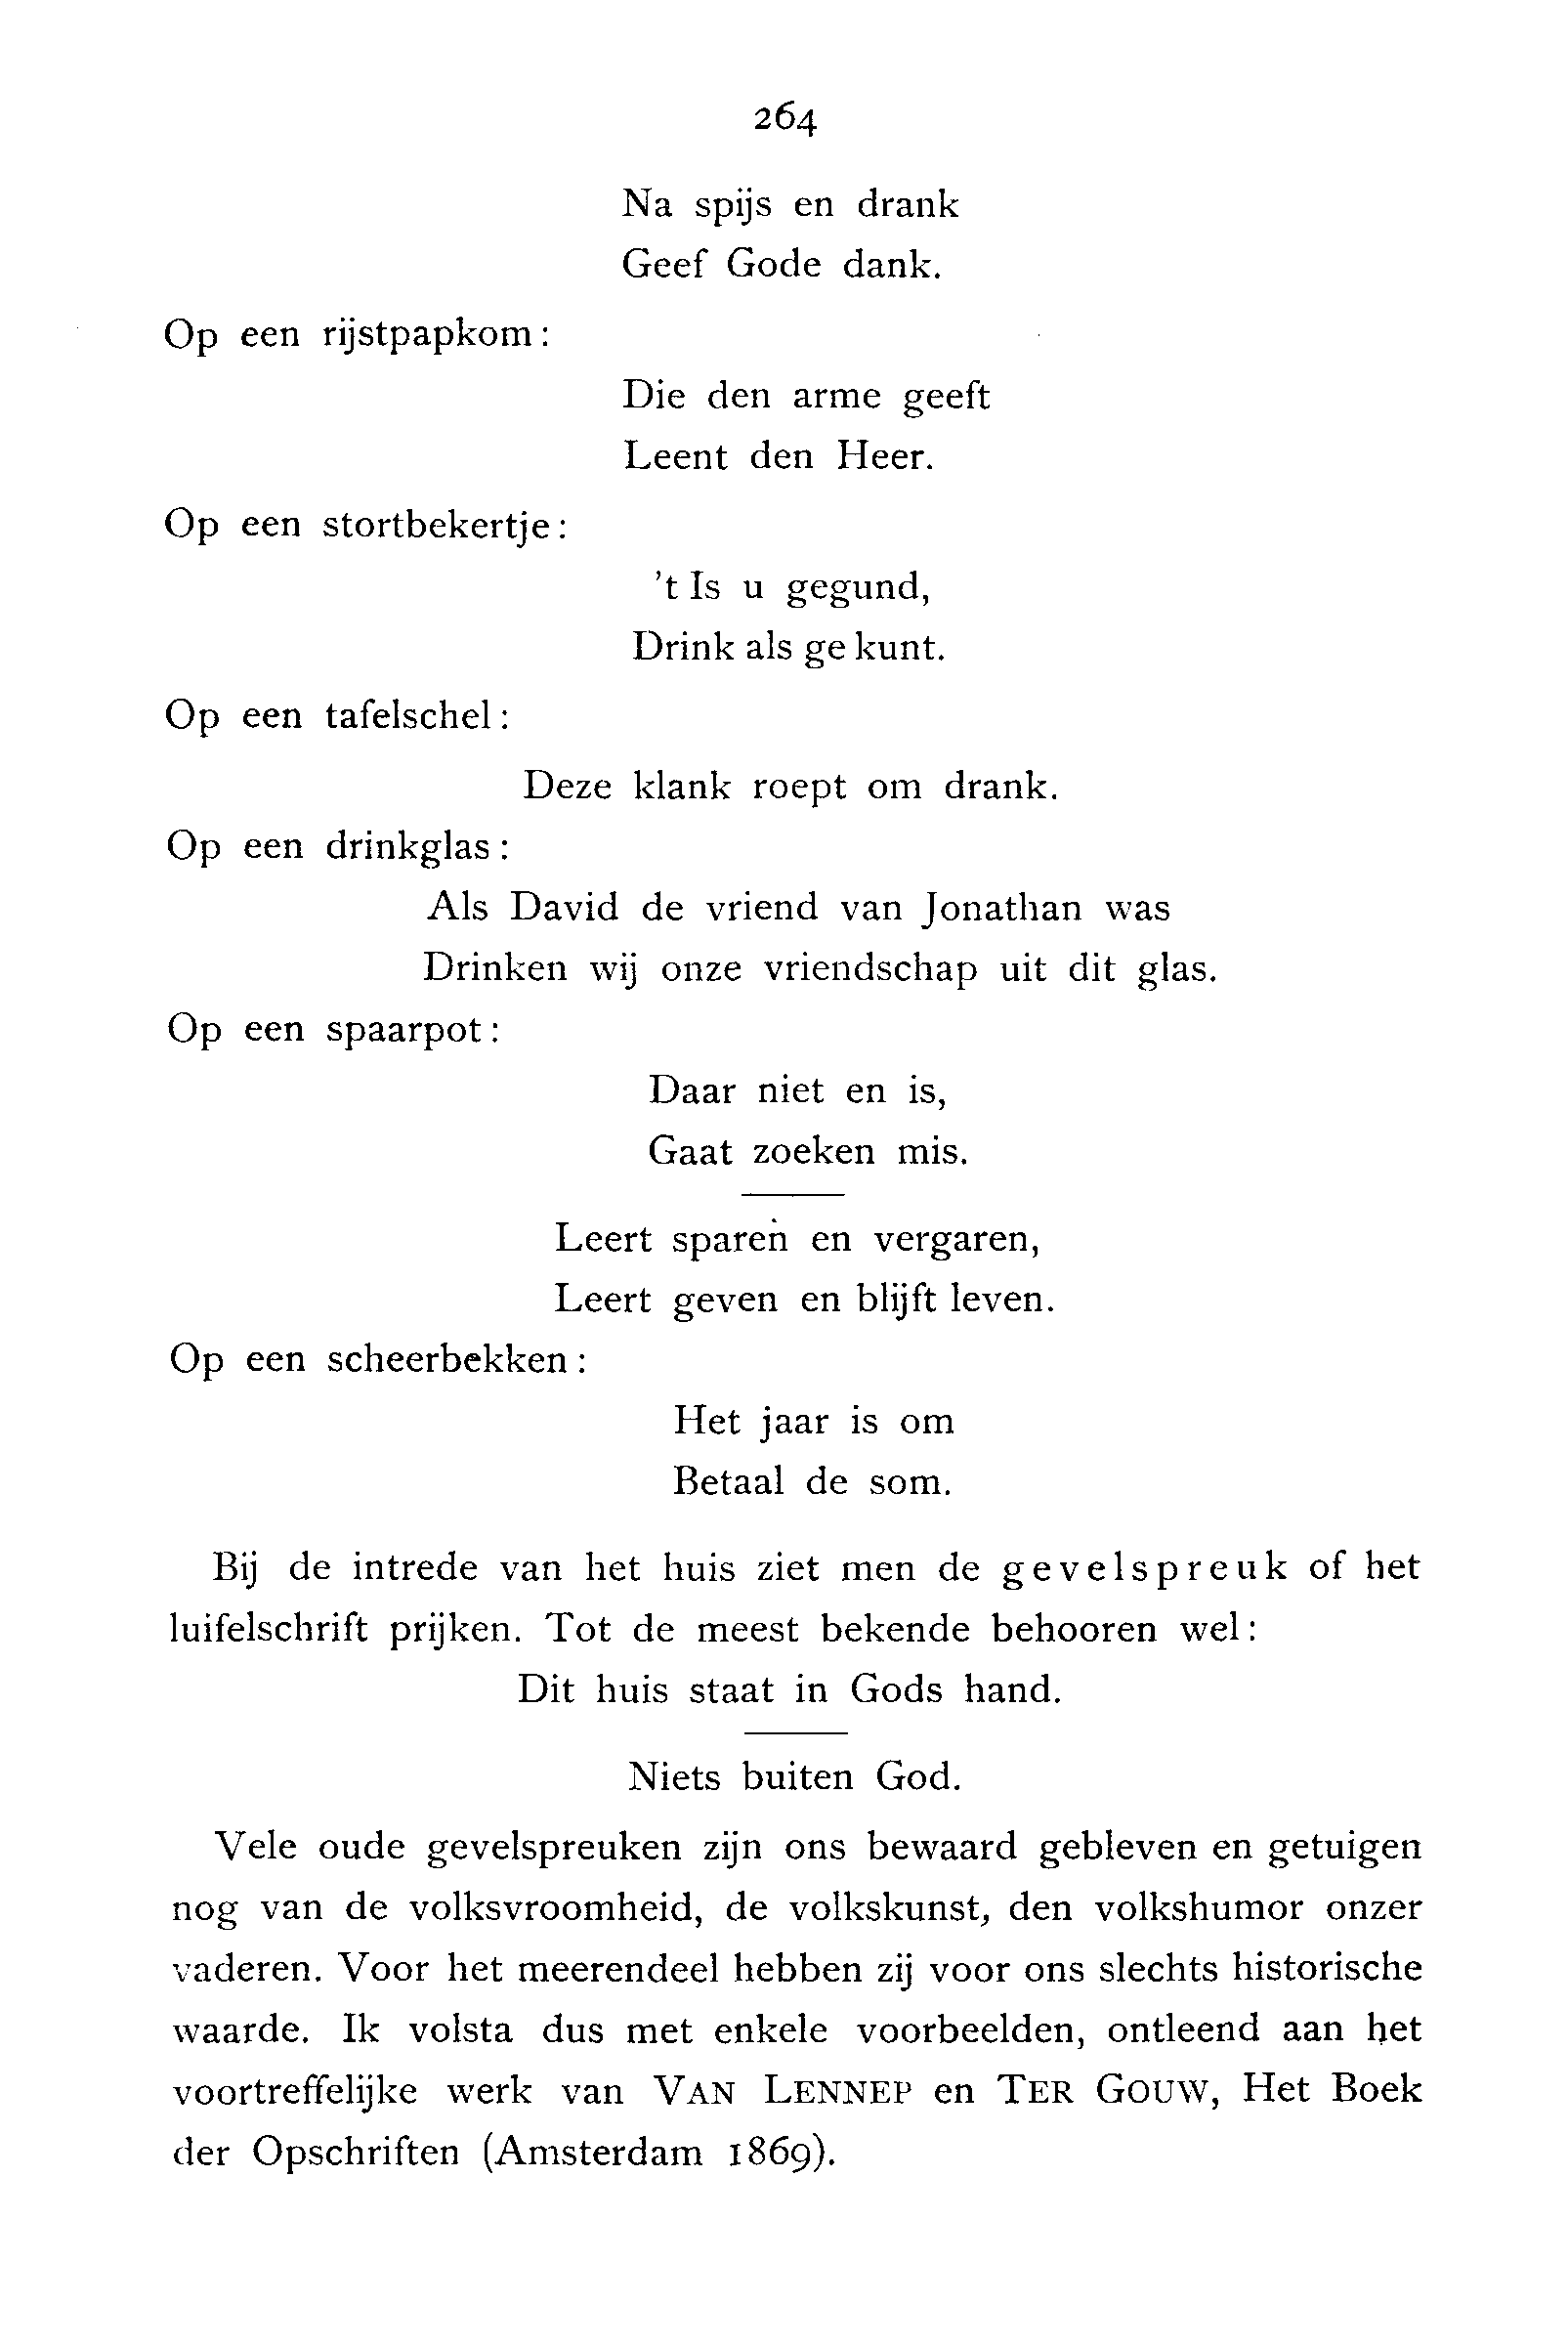 264
Na spijs en drank
Geef Gode dank.
Op een rijstpapkom:
Die den arme geeft
Leent den Heer.
Op een stortbekertje:
't Is u gegund,
Drink als ge kunt.
Op een tafelschel:
Deze klank roept om drank.
Op een drinkglas:
Als David de vriend van Jonathan was
Drinken wij onze vriendschap uit dit glas.
Op een spaarpot:
Daar niet en is,
Gaat zoeken mis.
Leert sparen en vergaren,
Leert geven en blijft leven.
Op een scheerbekken:
Het jaar is om
Betaal de som.
Bij de intrede van het huis ziet men de gevelspreuk of het
luifelschrift prijken. Tot de meest bekende behooren wel:
Dit huis staat in Gods hand.
Niets buiten God.
Vele oude gevelspreuken zijn ons bewaard gebleven en getuigen
nog van de volksvroomheid, de volkskunst, den volkshumor onzer
vaderen. Voor het meerendeel hebben zij voor ons slechts historische
waarde. Ik volsta dus met enkele voorbeelden, ontleend aan het
voortreffelijke werk van VAN LENNEP en TER GOUW, Het Boek
der Opschriften (Amsterdam 1869).